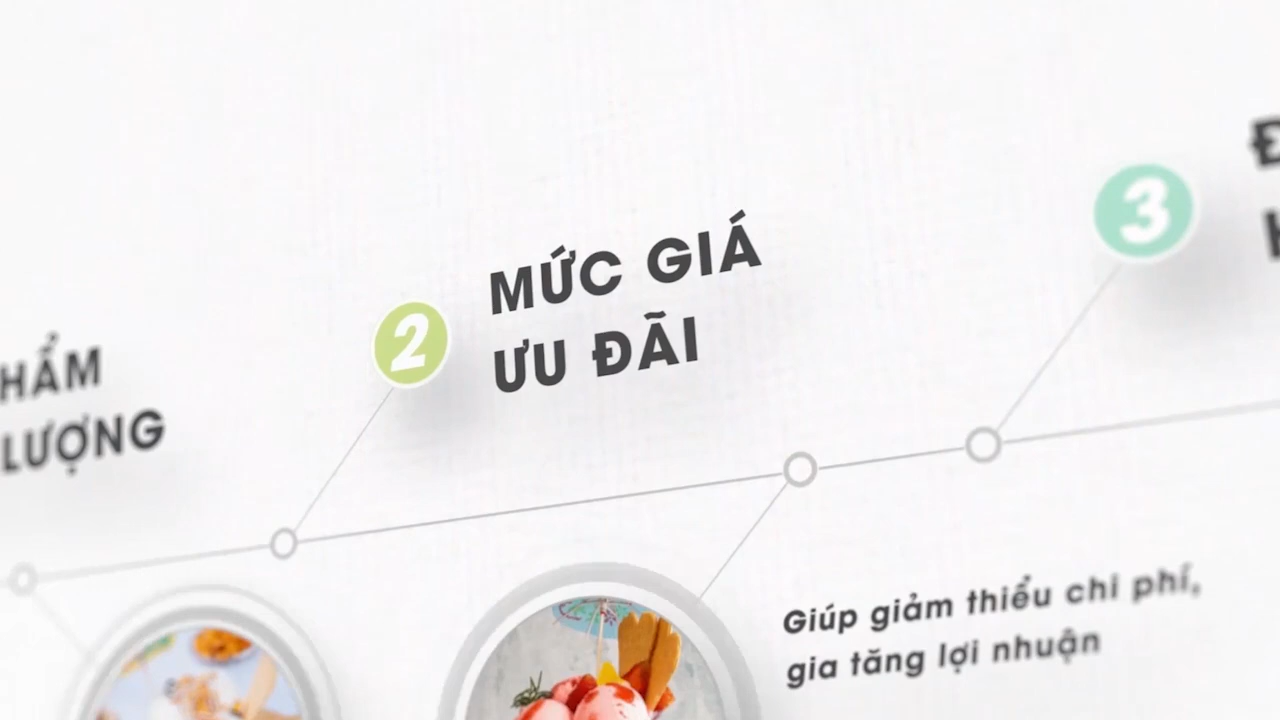 HẨM
LƯỢNG
2
MỨC GIÁ
ƯU ĐÃI
3
Giúp giảm thiểu chi phí,
gia tăng lợi nhuận